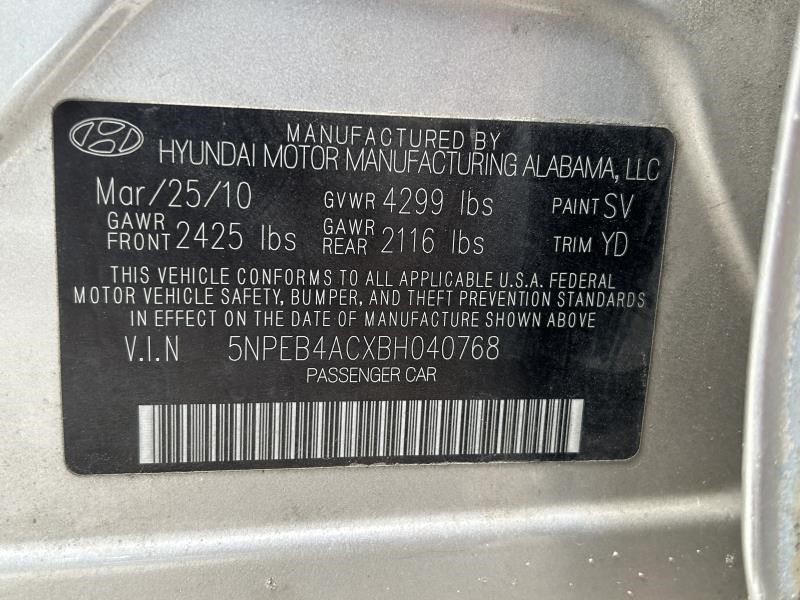 MANUFACTURED BY
HYUNDAI MOTOR MANUFACTURING ALABAMA, LLC
Mar/25/10 GVWR 4299 lbs PAINT SV
GAWR FRONT 2425 lbs GAWR REAR 2116 lbs TRIM YD
THIS VEHICLE CONFORMS TO ALL APPLICABLE U.S.A. FEDERAL
MOTOR VEHICLE SAFETY, BUMPER, AND THEFT PREVENTION STANDARDS
IN EFFECT ON THE DATE OF MANUFACTURE SHOWN ABOVE
V.I.N 5NPEB4ACXBH040768
PASSENGER CAR